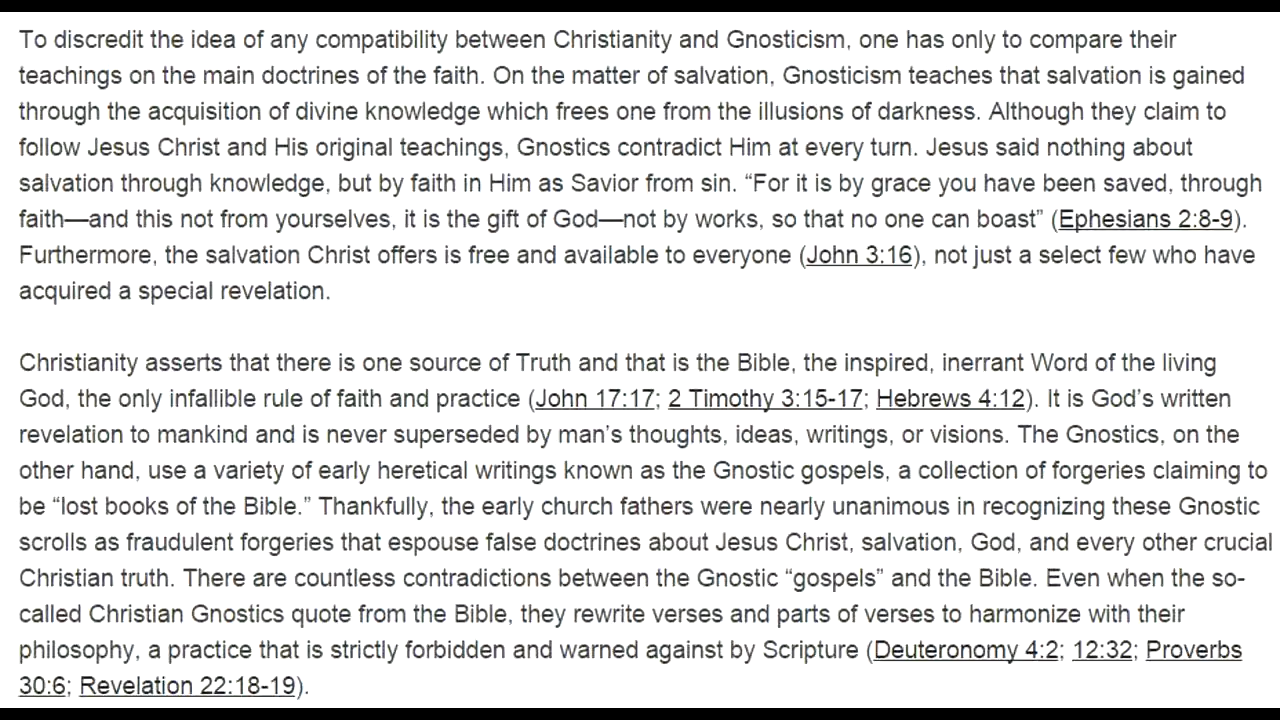 To discredit the idea of any compatibility between Christianity and Gnosticism, one has only to compare their
teachings on the main doctrines of the faith. On the matter of salvation, Gnosticism teaches that salvation is gained
through the acquisition of divine knowledge which frees one from the illusions of darkness. Although they claim to
follow Jesus Christ and His original teachings, Gnostics contradict Him at every turn. Jesus said nothing about
salvation through knowledge, but by faith in Him as Savior from sin. “For it is by grace you have been saved, through
faith—and this not from yourselves, it is the gift of God—not by works, so that no one can boast” (Ephesians 2:8-9).
Furthermore, the salvation Christ offers is free and available to everyone (John 3:16), not just a select few who have
acquired a special revelation.
Christianity asserts that there is one source of Truth and that is the Bible, the inspired, inerrant Word of the living
God, the only infallible rule of faith and practice (John 17:17; 2 Timothy 3:15-17; Hebrews 4:12). It is God’s written
revelation to mankind and is never superseded by man’s thoughts, ideas, writings, or visions. The Gnostics, on the
other hand, use a variety of early heretical writings known as the Gnostic gospels, a collection of forgeries claiming to
be “lost books of the Bible.” Thankfully, the early church fathers were nearly unanimous in recognizing these Gnostic
scrolls as fraudulent forgeries that espouse false doctrines about Jesus Christ, salvation, God, and every other crucial
Christian truth. There are countless contradictions between the Gnostic “gospels” and the Bible. Even when the so-
called Christian Gnostics quote from the Bible, they rewrite verses and parts of verses to harmonize with their
philosophy, a practice that is strictly forbidden and warned against by Scripture (Deuteronomy 4:2; 12:32; Proverbs
30:6; Revelation 22:18-19).